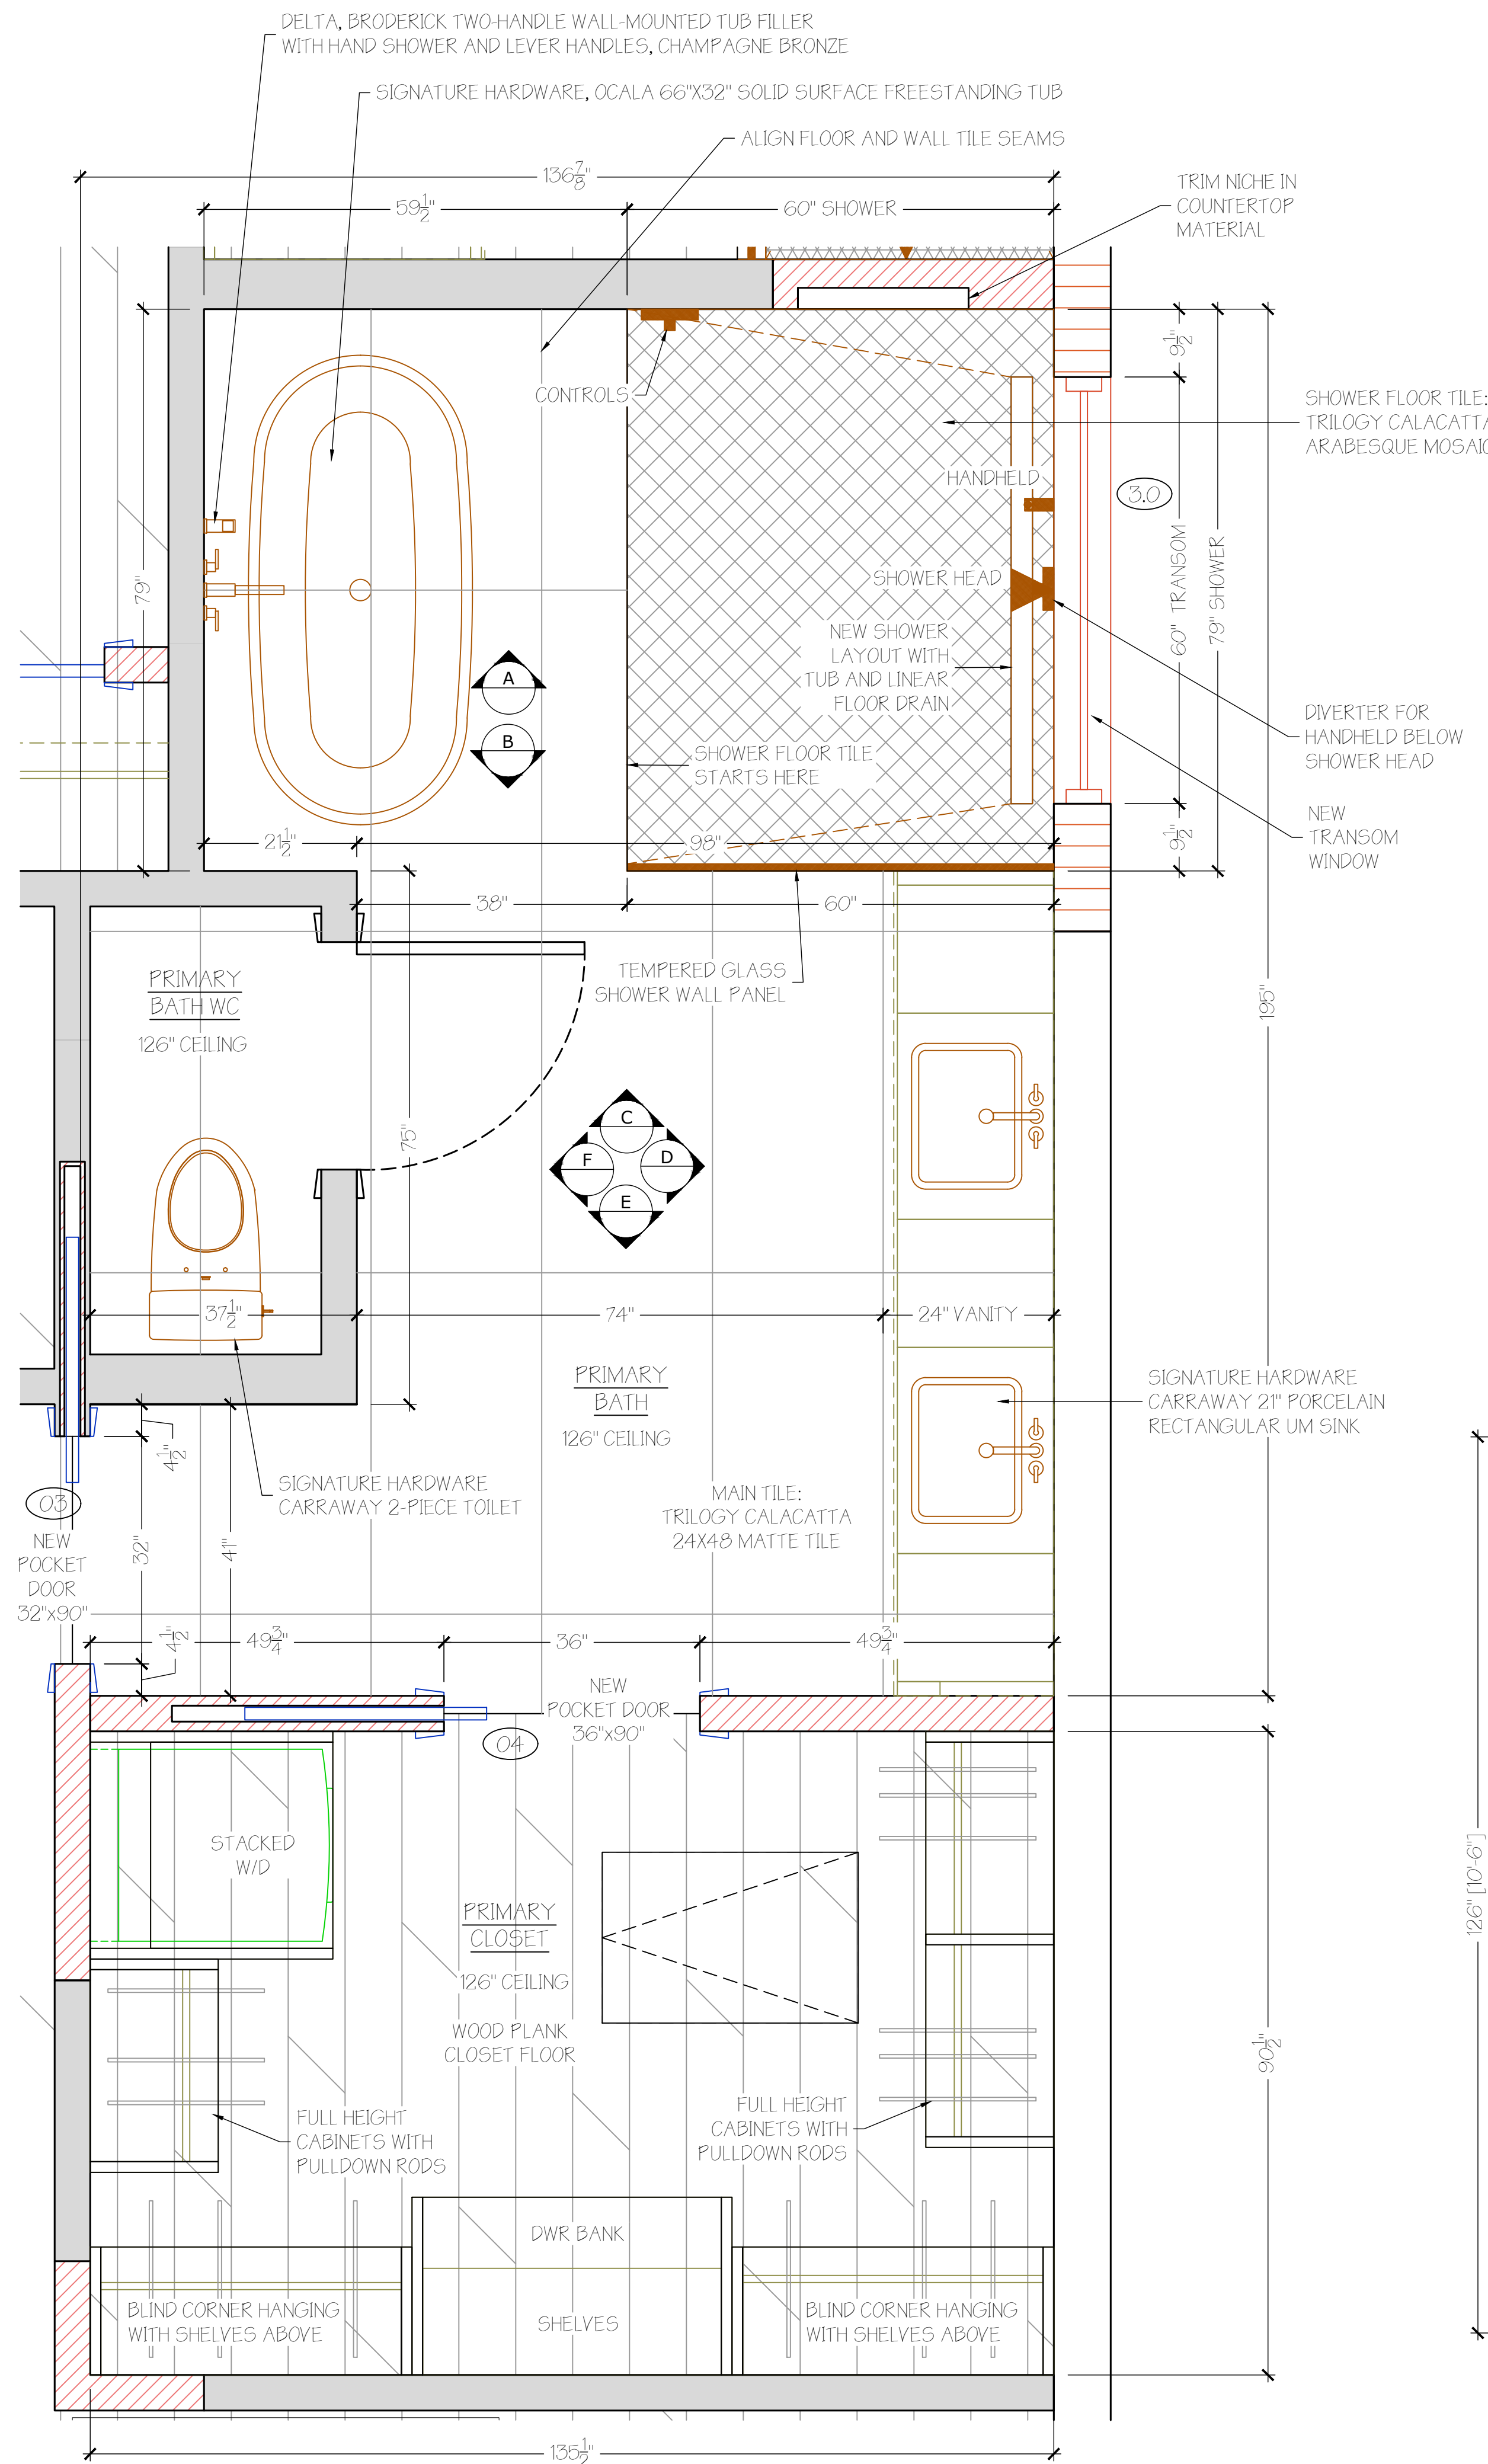 DELTA, BRODERICK TWO-HANDLE WALL-MOUNTED TUB FILLER
WITH HAND SHOWER AND LEVER HANDLES, CHAMPAGNE BRONZE
SIGNATURE HARDWARE, OCALA 66"X32" SOLID SURFACE FREESTANDING TUB
ALIGN FLOOR AND WALL TILE SEAMS
136 7/8"
59 1/2"
60" SHOWER
TRIM NICHE IN
COUNTERTOP
MATERIAL
9 1/2"
CONTROLS
SHOWER FLOOR TILE:
TRILOGY CALACATTA
ARABESQUE MOSAIC
HANDHELD
3.0
79"
SHOWER HEAD
60" TRANSOM
79" SHOWER
NEW SHOWER
LAYOUT WITH
TUB AND LINEAR
FLOOR DRAIN
A
B
DIVERTER FOR
HANDHELD BELOW
SHOWER HEAD
SHOWER FLOOR TILE
STARTS HERE
NEW
TRANSOM
WINDOW
21 1/2"
98"
9 1/2"
38"
60"
TEMPERED GLASS
SHOWER WALL PANEL
PRIMARY
BATH WC
126" CEILING
195"
75"
C
F
D
E
37 1/2"
74"
24" VANITY
PRIMARY
BATH
126" CEILING
SIGNATURE HARDWARE
CARRAWAY 21" PORCELAIN
RECTANGULAR UM SINK
4 1/2"
SIGNATURE HARDWARE
CARRAWAY 2-PIECE TOILET
MAIN TILE:
TRILOGY CALACATTA
24X48 MATTE TILE
03
NEW
POCKET
DOOR
32"x90"
32"
41"
4 1/2"
49 3/4"
36"
49 3/4"
NEW
POCKET DOOR
36"x90"
04
STACKED
W/D
PRIMARY
CLOSET
126" CEILING
WOOD PLANK
CLOSET FLOOR
126" [10'-6"]
90 1/2"
FULL HEIGHT
CABINETS WITH
PULLDOWN RODS
FULL HEIGHT
CABINETS WITH
PULLDOWN RODS
DWR BANK
SHELVES
BLIND CORNER HANGING
WITH SHELVES ABOVE
BLIND CORNER HANGING
WITH SHELVES ABOVE
135 1/2"